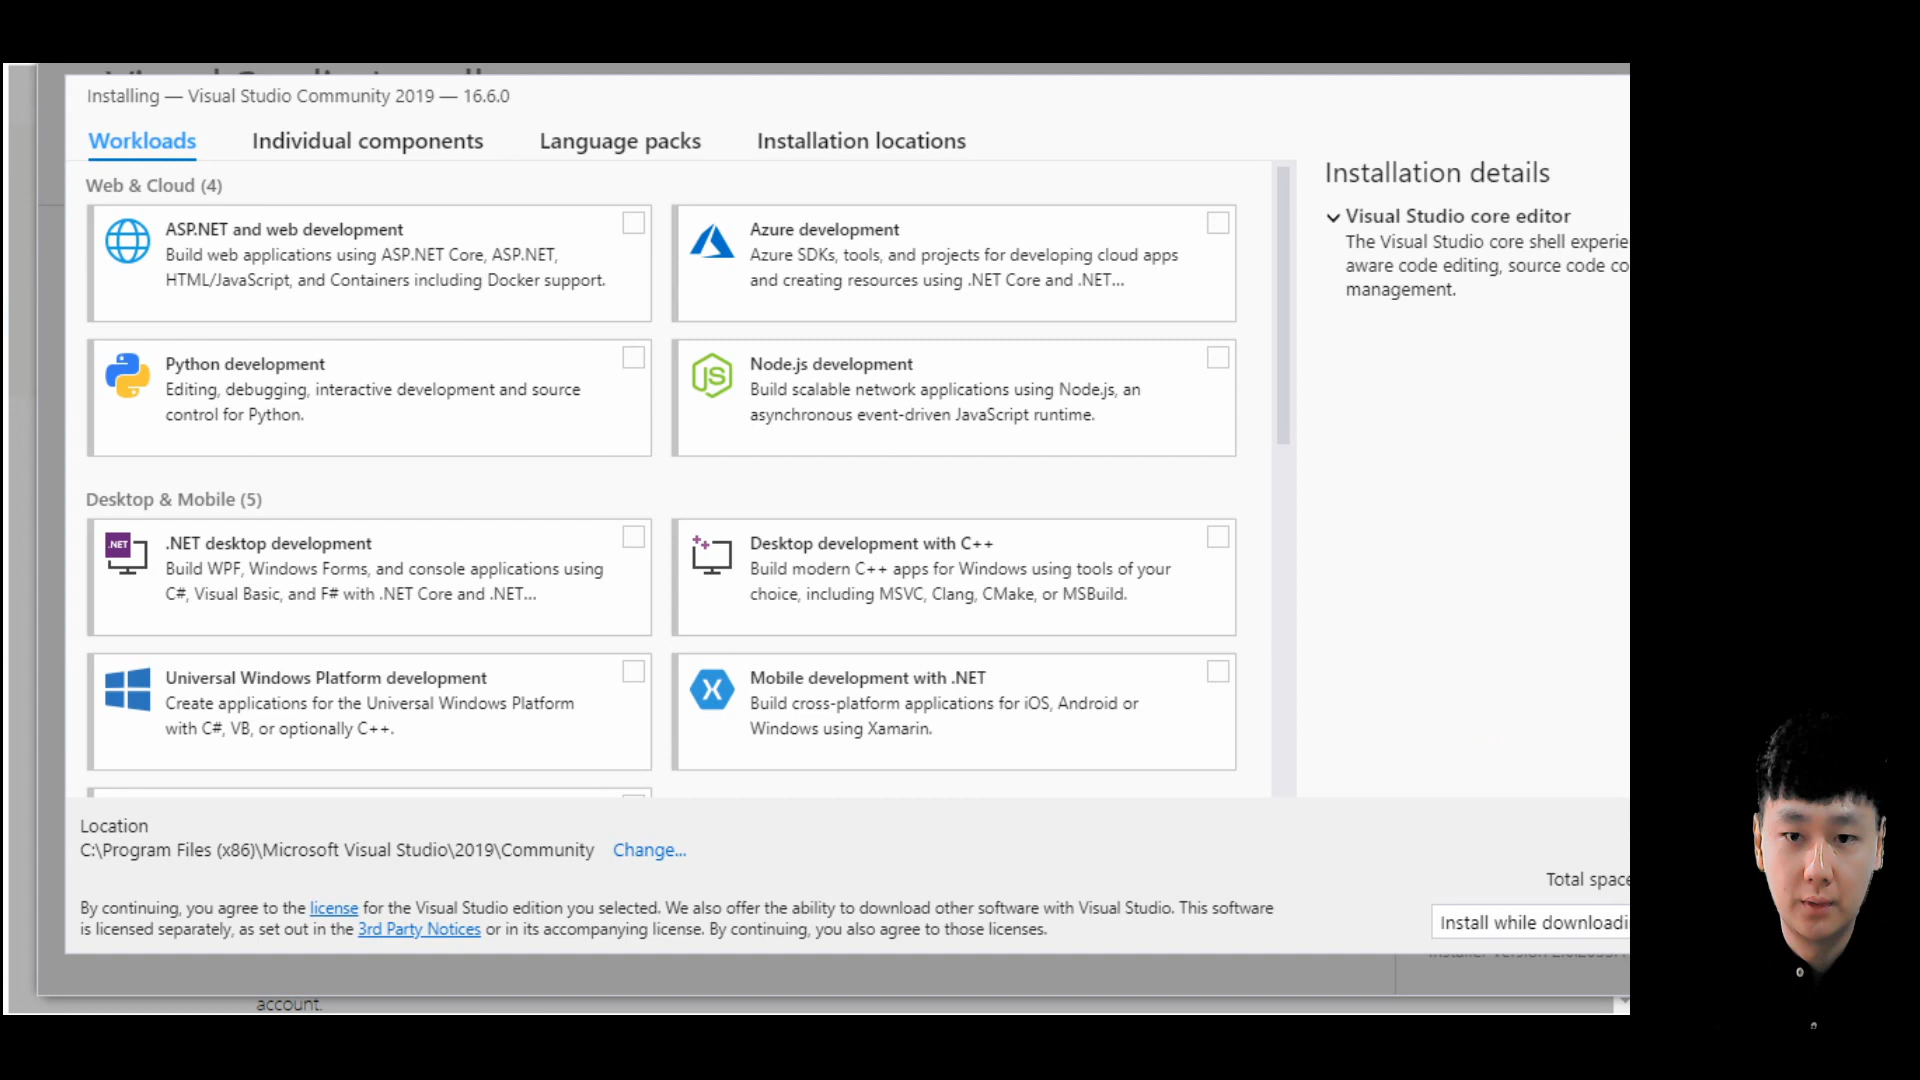 Installing — Visual Studio Community 2019 — 16.6.0
Workloads
Individual components
Language packs
Installation locations
Web & Cloud (4)
ASP.NET and web development
Build web applications using ASP.NET Core, ASP.NET,
HTML/JavaScript, and Containers including Docker support.
Azure development
Azure SDKs, tools, and projects for developing cloud apps
and creating resources using .NET Core and .NET...
Python development
Editing, debugging, interactive development and source
control for Python.
Node.js development
Build scalable network applications using Node.js, an
asynchronous event-driven JavaScript runtime.
Desktop & Mobile (5)
.NET
.NET desktop development
Build WPF, Windows Forms, and console applications using
C#, Visual Basic, and F# with .NET Core and .NET...
Desktop development with C++
Build modern C++ apps for Windows using tools of your
choice, including MSVC, Clang, CMake, or MSBuild.
Universal Windows Platform development
Create applications for the Universal Windows Platform
with C#, VB, or optionally C++.
Mobile development with .NET
Build cross-platform applications for iOS, Android or
Windows using Xamarin.
Installation details
Visual Studio core editor
The Visual Studio core shell experie
aware code editing, source code co
management.
Location
C:\Program Files (x86)\Microsoft Visual Studio\2019\Community Change...
By continuing, you agree to the license for the Visual Studio edition you selected. We also offer the ability to download other software with Visual Studio. This software
is licensed separately, as set out in the 3rd Party Notices or in its accompanying license. By continuing, you also agree to those licenses.
Total space
Install while downloadi
account.